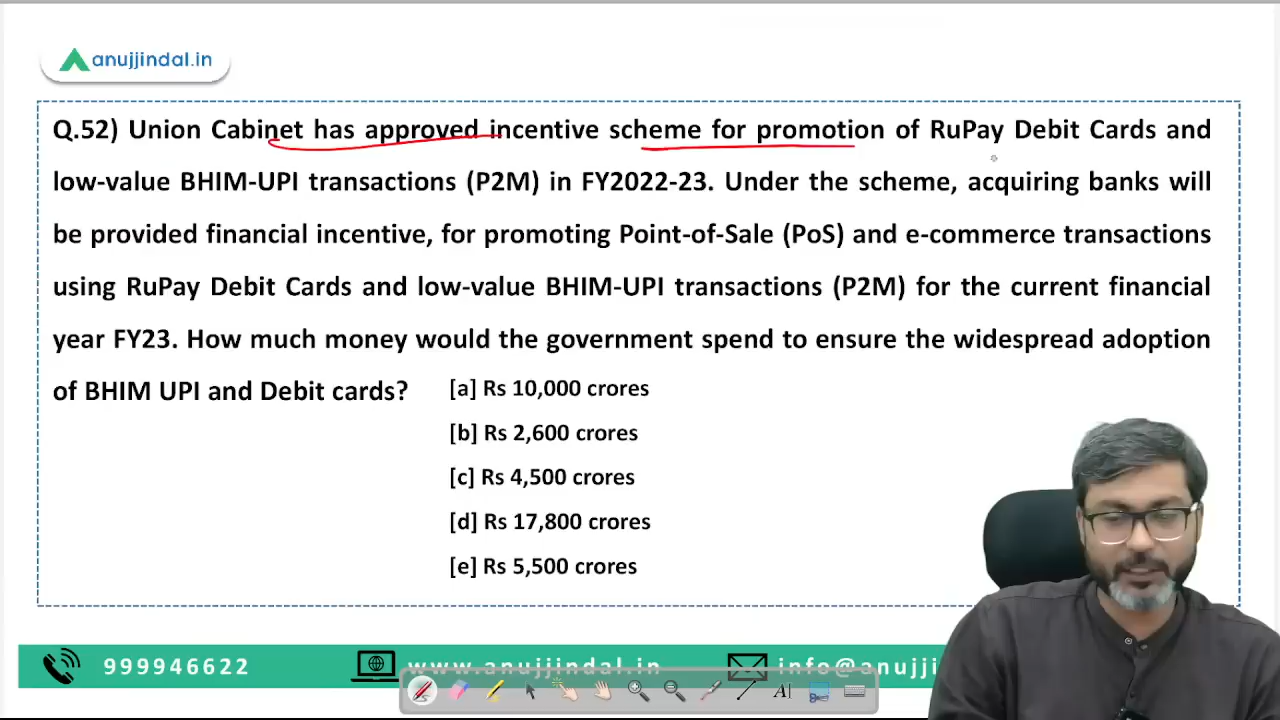 anujjindal.in
Q.52) Union Cabinet has approved incentive scheme for promotion of RuPay Debit Cards and
low-value BHIM-UPI transactions (P2M) in FY2022-23. Under the scheme, acquiring banks will
be provided financial incentive, for promoting Point-of-Sale (PoS) and e-commerce transactions
using RuPay Debit Cards and low-value BHIM-UPI transactions (P2M) for the current financial
year FY23. How much money would the government spend to ensure the widespread adoption
of BHIM UPI and Debit cards?
[a] Rs 10,000 crores
[b] Rs 2,600 crores
[c] Rs 4,500 crores
[d] Rs 17,800 crores
[e] Rs 5,500 crores
999946622
www.anujjindal.in
info@anujji
A